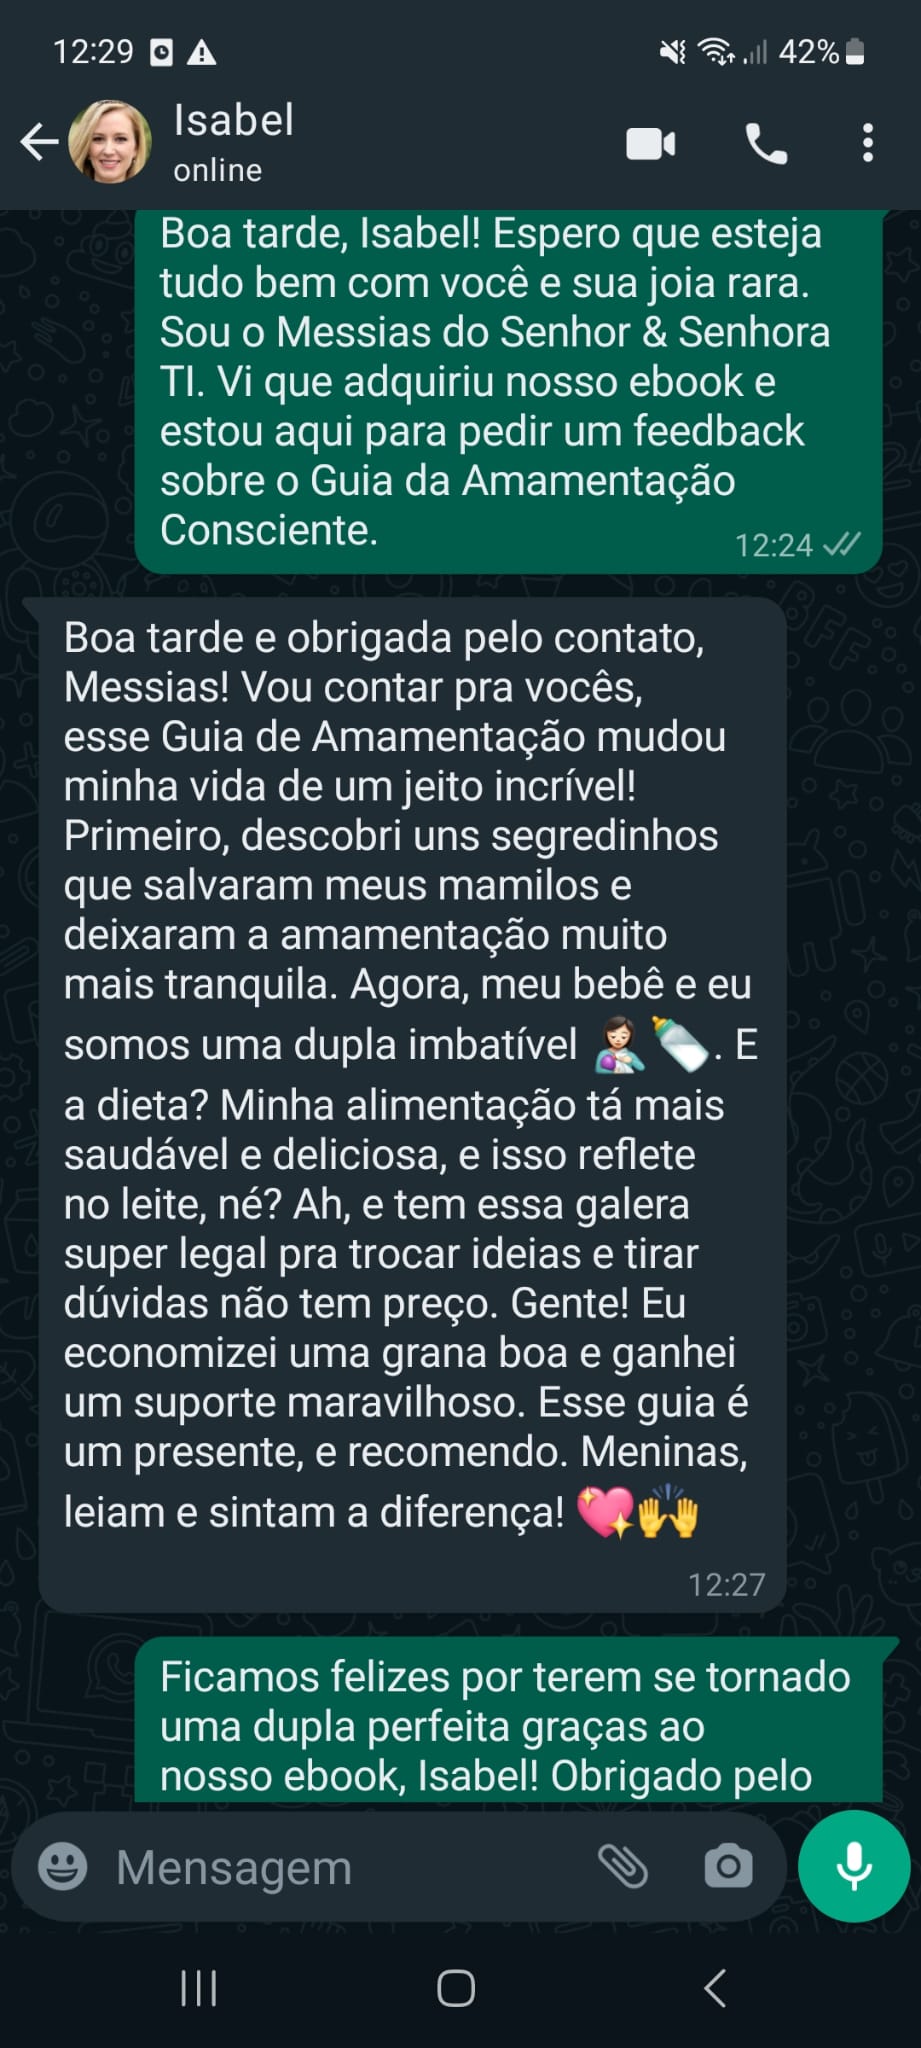 12:29
42%
Isabel
online
Boa tarde, Isabel! Espero que esteja
tudo bem com você e sua joia rara.
Sou o Messias do Senhor & Senhora
TI. Vi que adquiriu nosso ebook e
estou aqui para pedir um feedback
sobre o Guia da Amamentação
Consciente.
12:24
Boa tarde e obrigada pelo contato,
Messias! Vou contar pra vocês,
esse Guia de Amamentação mudou
minha vida de um jeito incrível!
Primeiro, descobri uns segredinhos
que salvaram meus mamilos e
deixaram a amamentação muito
mais tranquila. Agora, meu bebê e eu
somos uma dupla imbatível 🤱🏻🍼. E
a dieta? Minha alimentação tá mais
saudável e deliciosa, e isso reflete
no leite, né? Ah, e tem essa galera
super legal pra trocar ideias e tirar
dúvidas não tem preço. Gente! Eu
economizei uma grana boa e ganhei
um suporte maravilhoso. Esse guia é
um presente, e recomendo. Meninas,
leiam e sintam a diferença! 💖🙌
12:27
Ficamos felizes por terem se tornado
uma dupla perfeita graças ao
nosso ebook, Isabel! Obrigado pelo
Mensagem